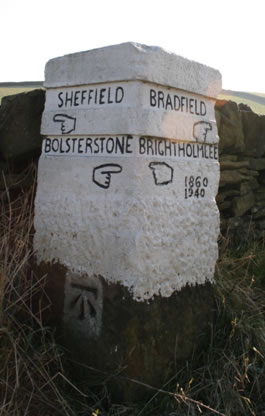 SHEFFIELD
BOLSTERSTONE
BRADFIELD
BRIGHTHOLMLEE
1860
1940